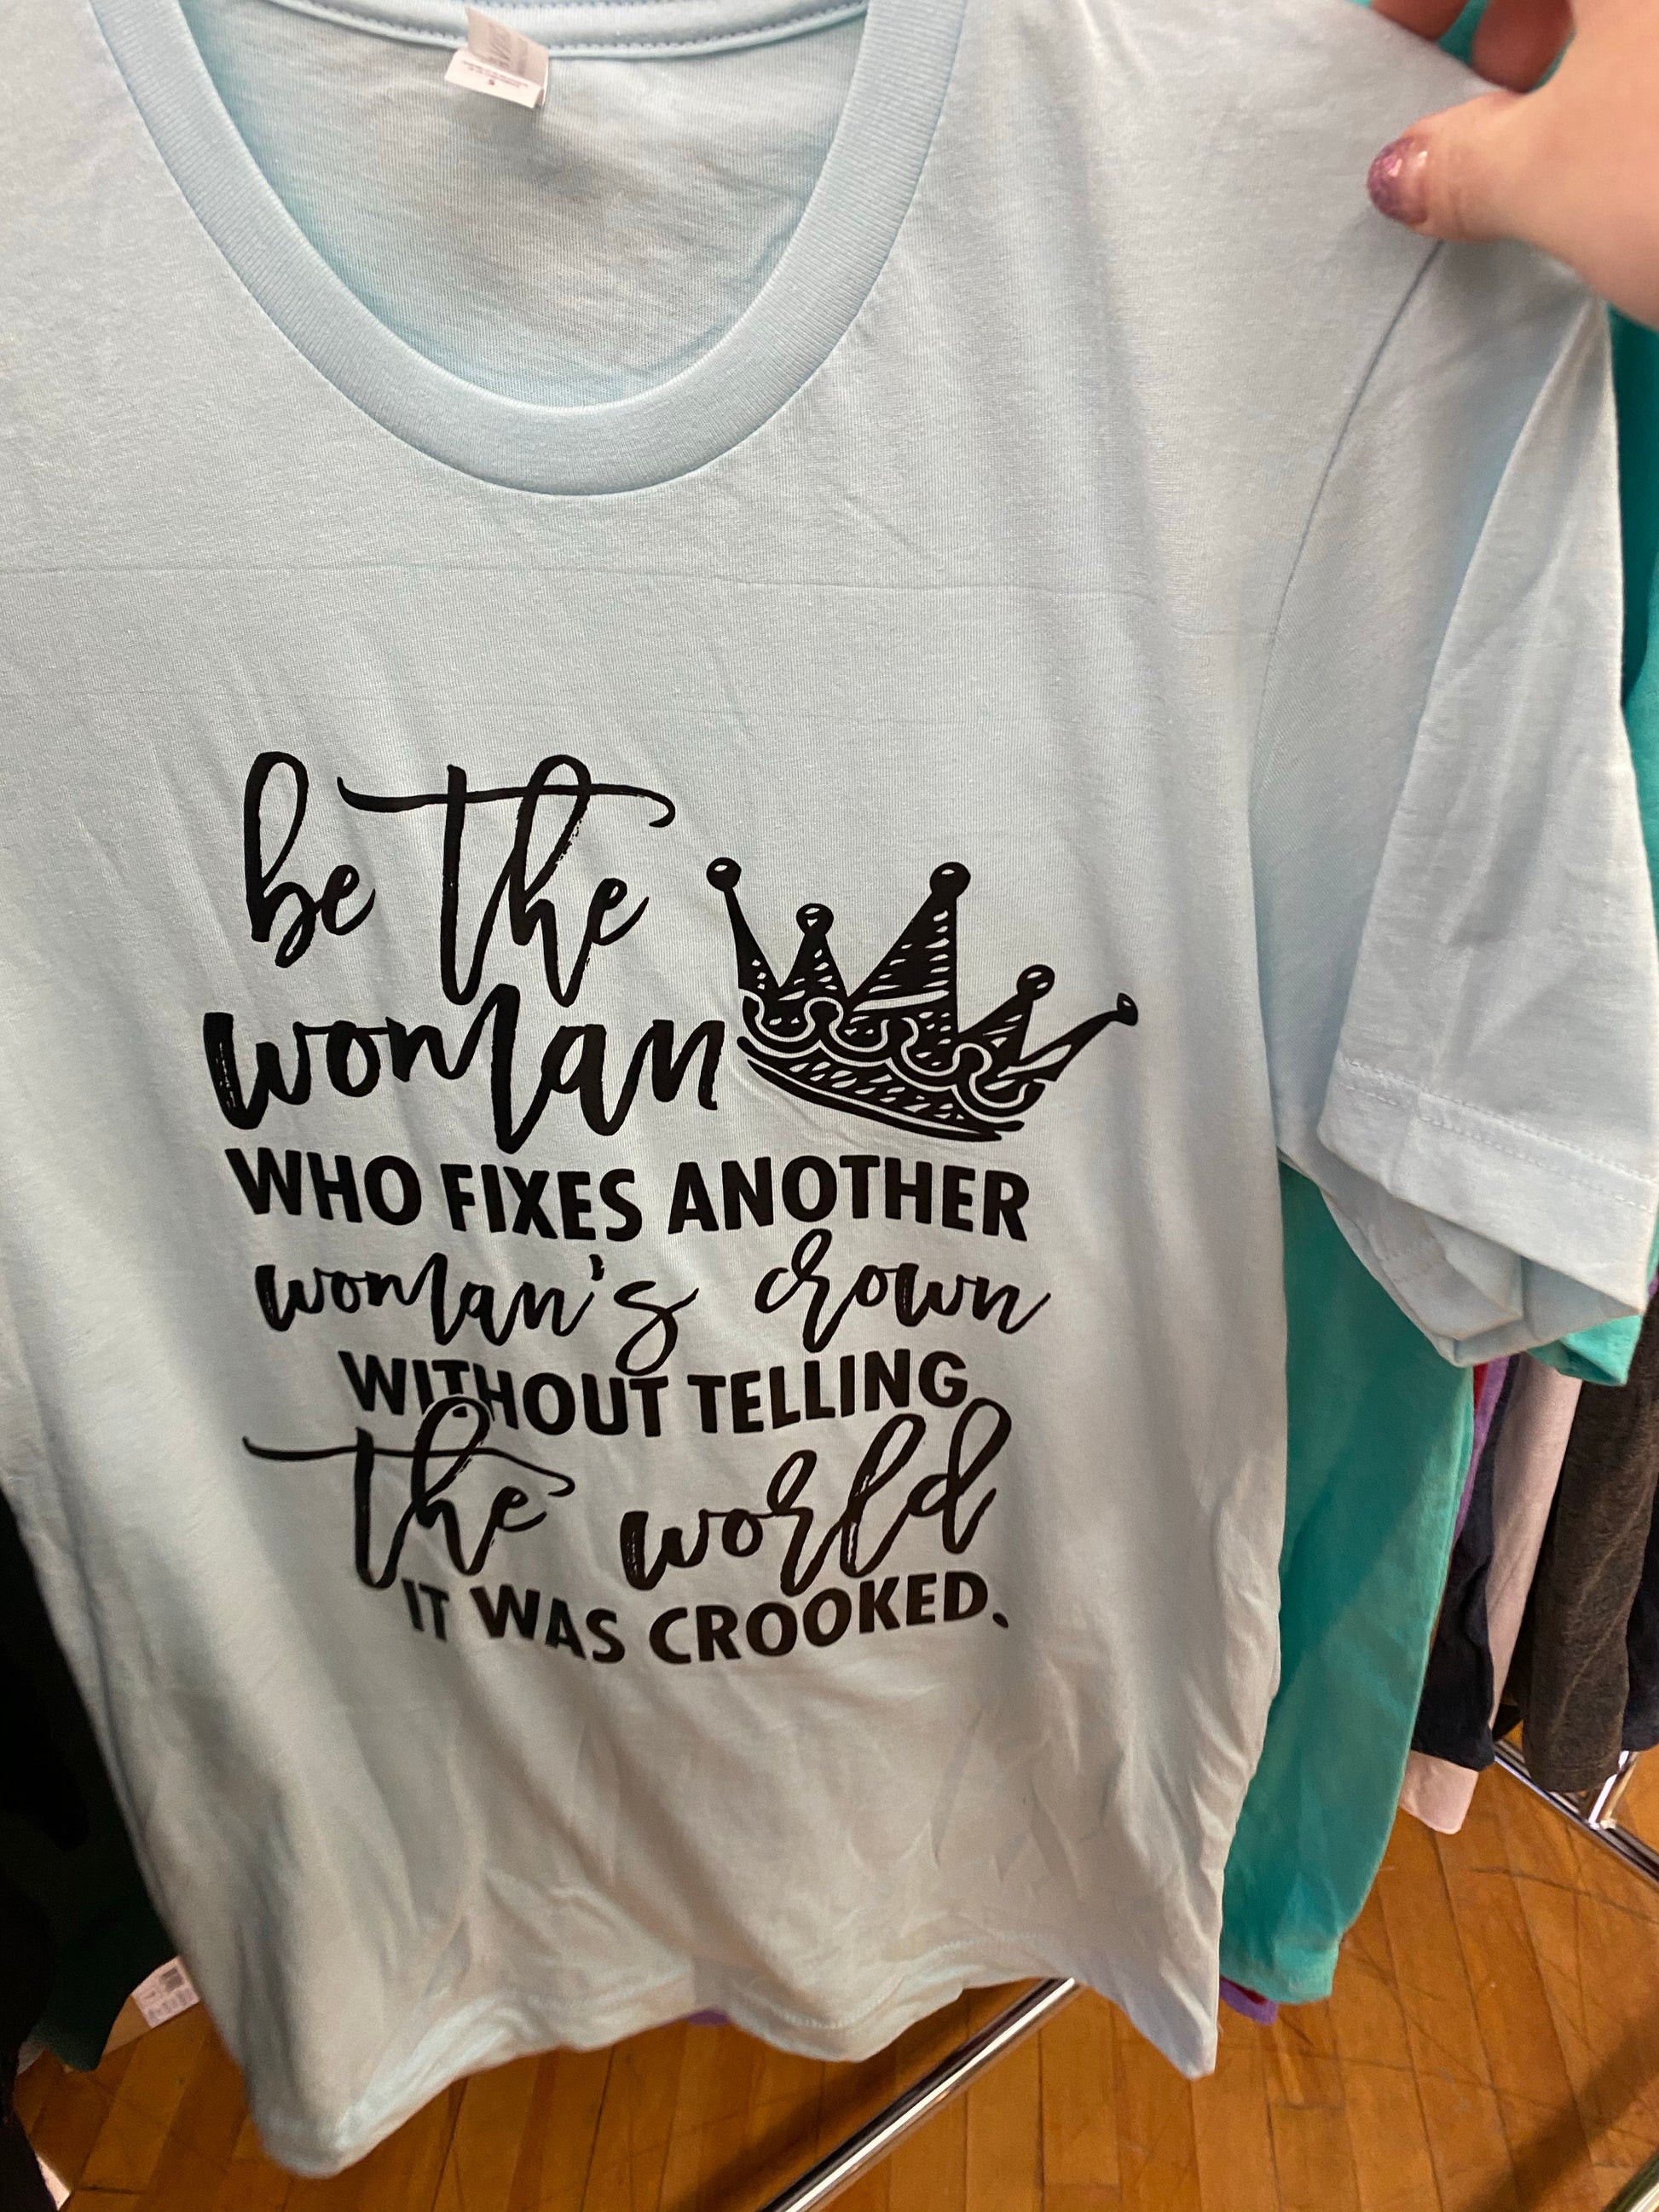 be the
woman
WHO FIXES ANOTHER
woman's crown
WITHOUT TELLING
the world
IT WAS CROOKED.